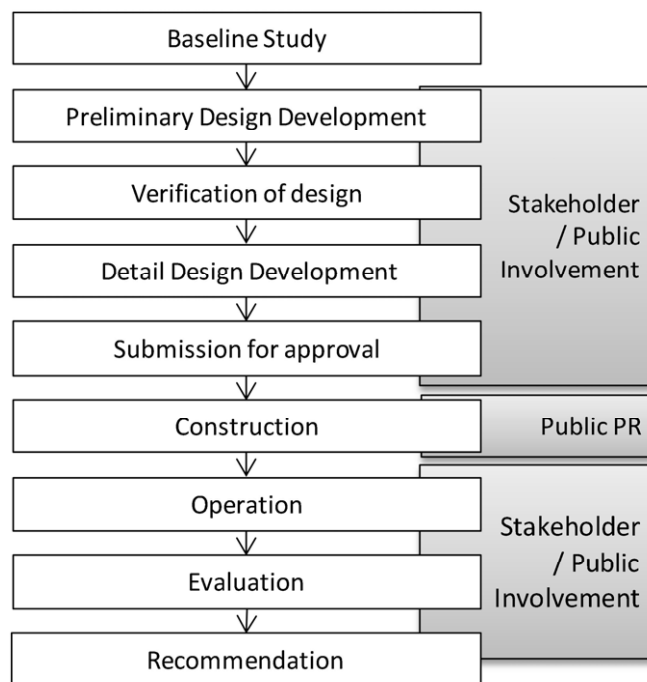 Baseline Study
Preliminary Design Development
Verification of design
Detail Design Development
Submission for approval
Construction
Operation
Evaluation
Recommendation
Stakeholder
/ Public
Involvement
Public PR
Stakeholder
/ Public
Involvement